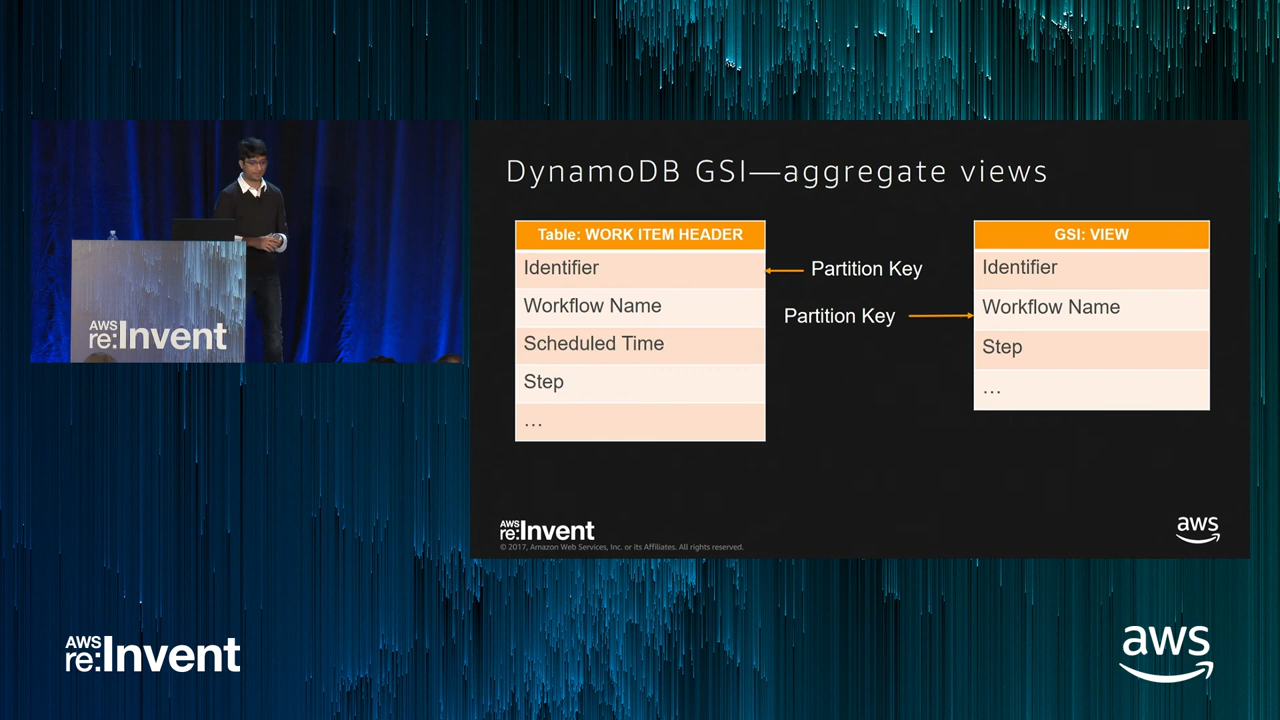 AWS
re:Invent
DynamoDB GSI—aggregate views
Table: WORK ITEM HEADER
Identifier
Workflow Name
Scheduled Time
Step
...
Partition Key
Partition Key
GSI: VIEW
Identifier
Workflow Name
Step
...
AWS
re:Invent
© 2017, Amazon Web Services, Inc. or its Affiliates. All rights reserved.
aws
AWS
re:Invent
aws